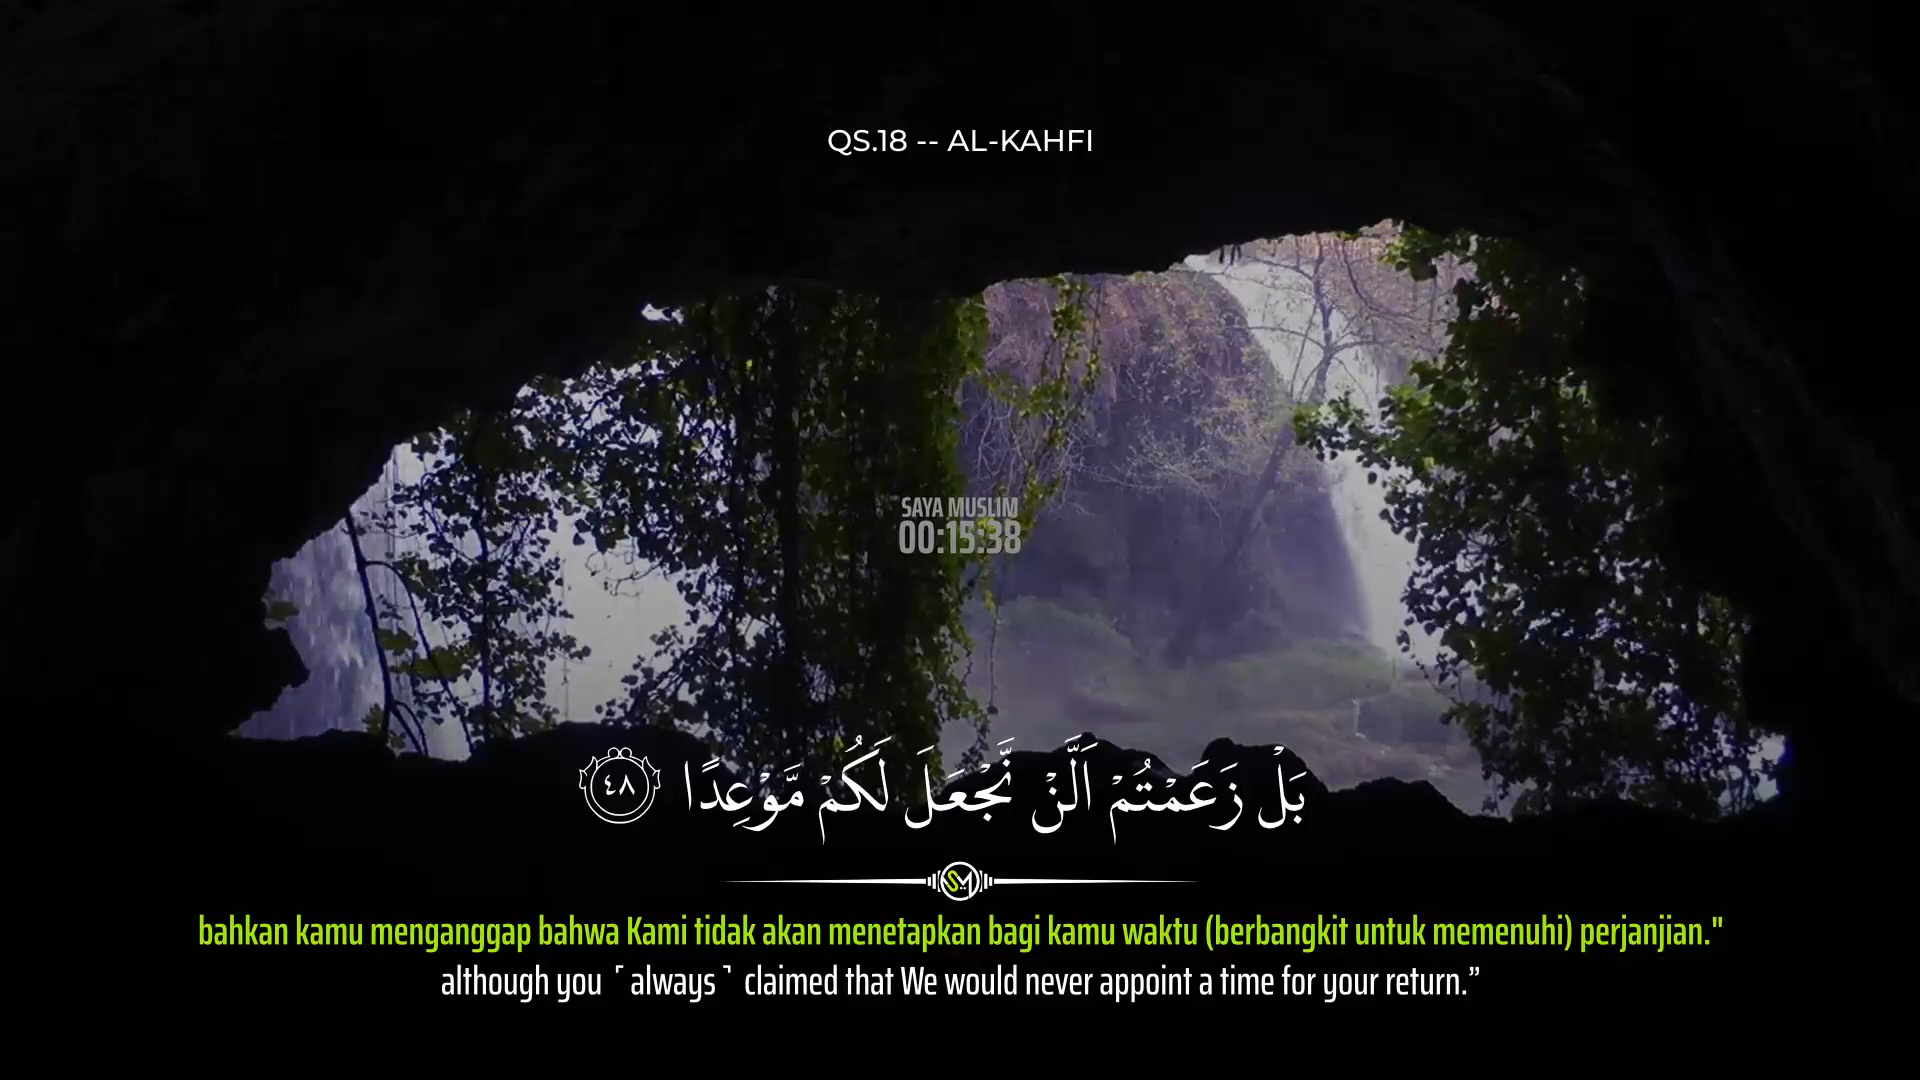 QS.18 -- AL-KAHFI
SAYA MUSLIM
00:15:38
بَلْ زَعَمْتُمْ اَلَّنْ نَّجْعَلَ لَكُمْ مَّوْعِدًا ٤٨
SM
bahkan kamu menganggap bahwa Kami tidak akan menetapkan bagi kamu waktu (berbangkit untuk memenuhi) perjanjian."
although you ˹always˺ claimed that We would never appoint a time for your return.”